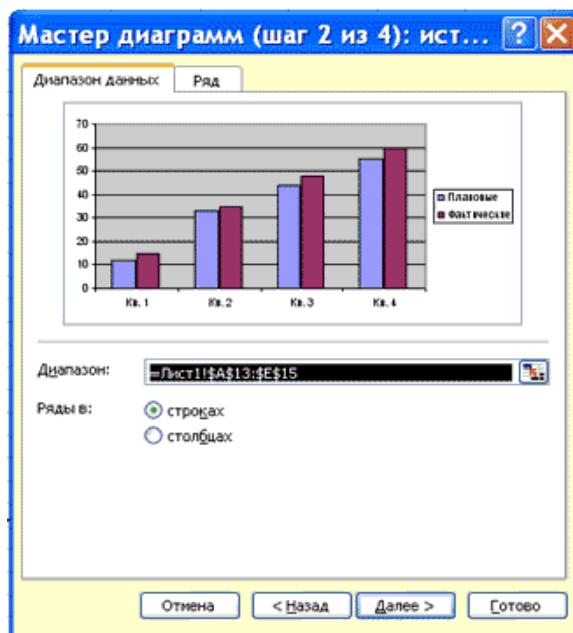 Мастер диаграмм (шаг 2 из 4): ист...
Диапазон данных
Ряд
70
60
50
40
30
20
10
0
Кв. 1
Кв. 2
Кв. 3
Кв. 4
Плановые
Фактические
Диапазон:
=Лист1!$A$13:$E$15
Ряды в:
строках
столбцах
Отмена
< Назад
Далее >
Готово